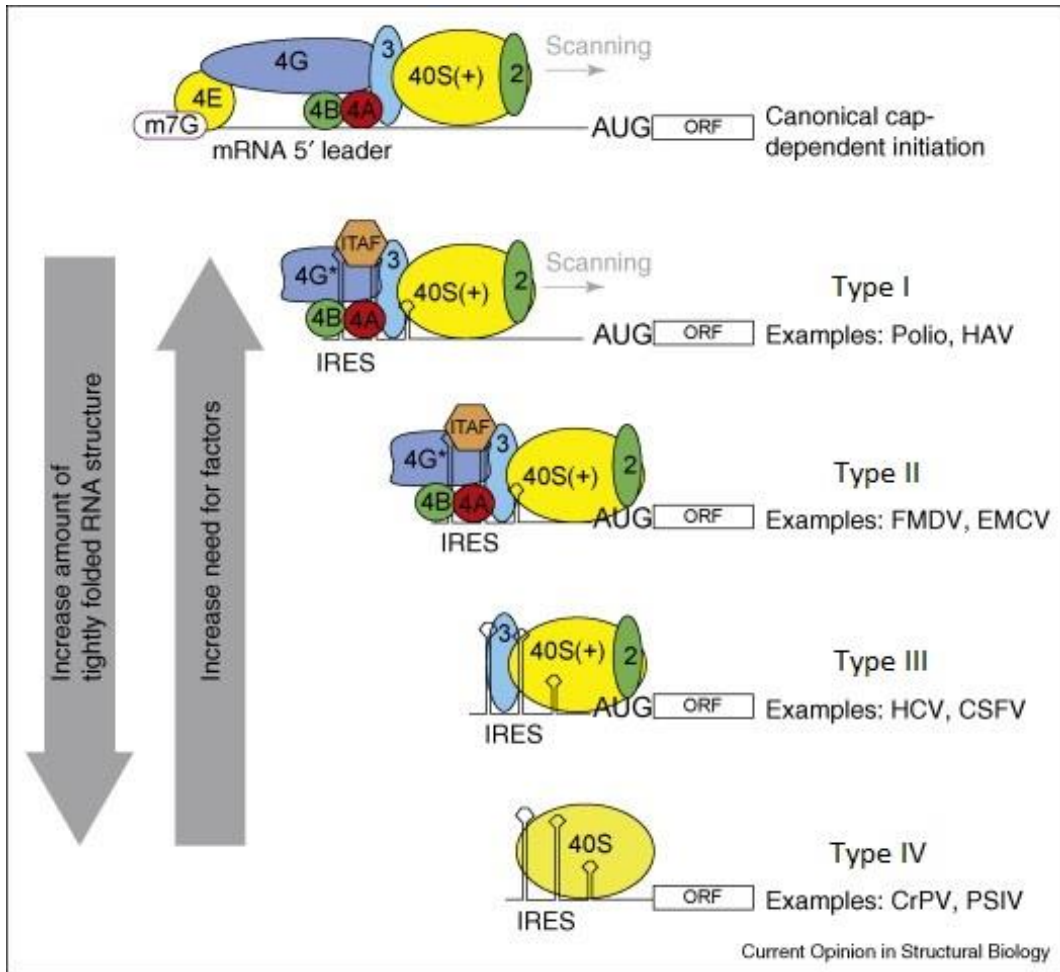 4G
3
40S(+)
2
Scanning
4E
4B
4A
m7G
mRNA 5′ leader
AUG
ORF
Canonical cap-
dependent initiation
Increase amount of
tightly folded RNA structure
Increase need for factors
ITAF
4G*
3
40S(+)
2
Scanning
4B
4A
IRES
AUG
ORF
Type I
Examples: Polio, HAV
ITAF
4G*
3
40S(+)
2
4B
4A
IRES
AUG
ORF
Type II
Examples: FMDV, EMCV
3
40S(+)
2
IRES
AUG
ORF
Type III
Examples: HCV, CSFV
40S
IRES
ORF
Type IV
Examples: CrPV, PSIV
Current Opinion in Structural Biology